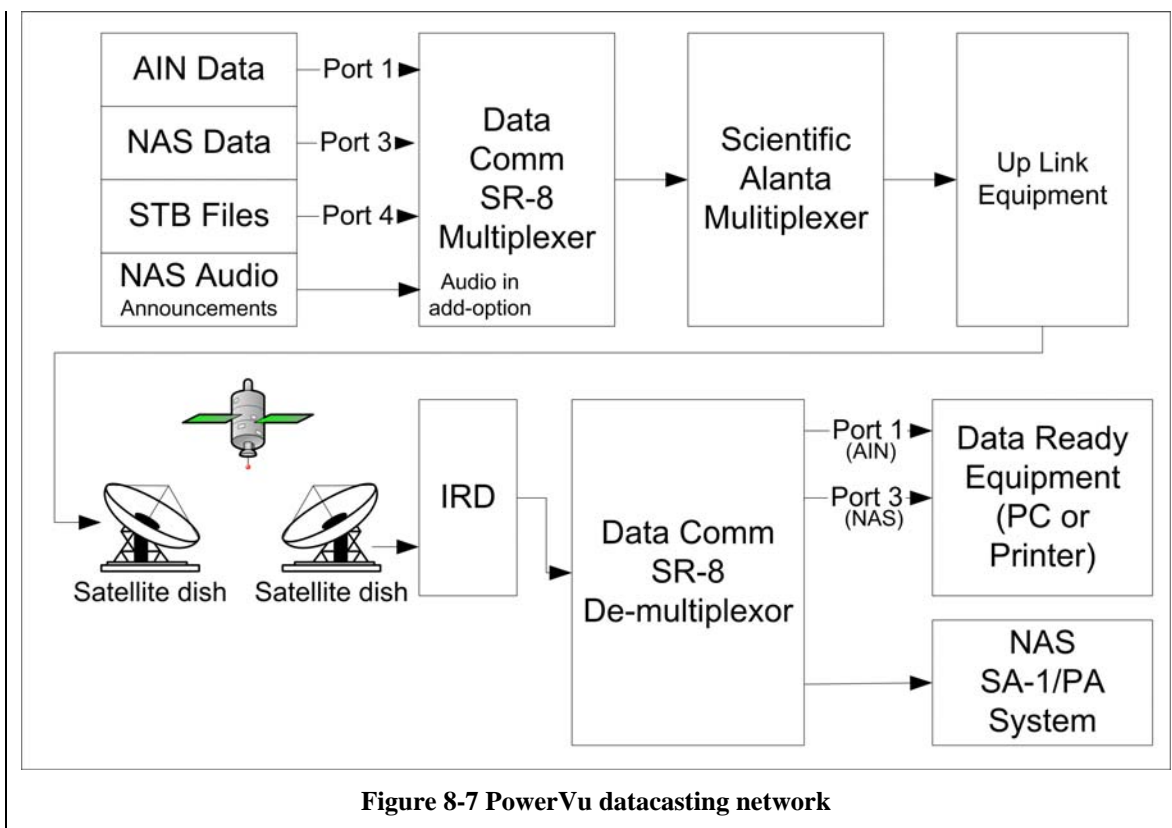 AIN Data
Port 1
NAS Data
Port 3
STB Files
Port 4
NAS Audio
Announcements
Data
Comm
SR-8
Multiplexer
Audio in
add-option
Scientific
Alanta
Mulitiplexer
Up Link
Equipment
Satellite dish
Satellite dish
IRD
Data Comm
SR-8
De-multiplexor
Port 1
(AIN)
Port 3
(NAS)
Data Ready
Equipment
(PC or
Printer)
NAS
SA-1/PA
System
Figure 8-7 PowerVu datacasting network